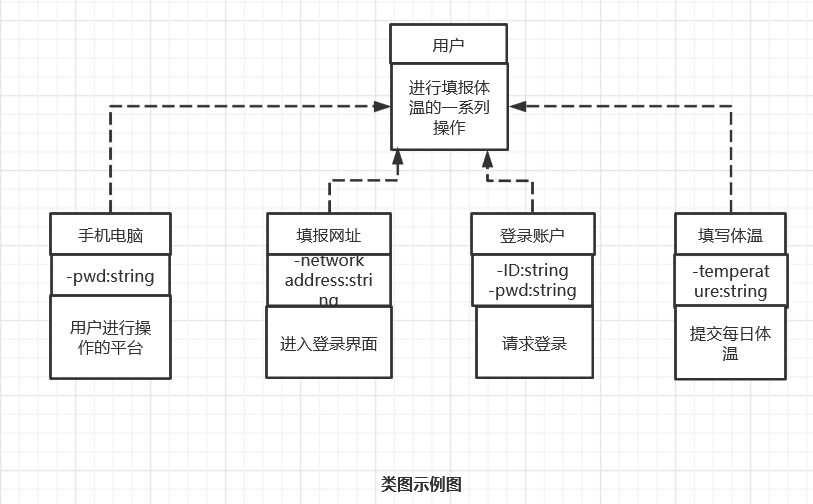 用户
进行填报体
温的一系列
操作
手机电脑
-pwd:string
用户进行操
作的平台
填报网址
-network
address:stri
ng
进入登录界面
登录账户
-ID:string
-pwd:string
请求登录
填写体温
-temperat
ure:string
提交每日体
温
类图示例图